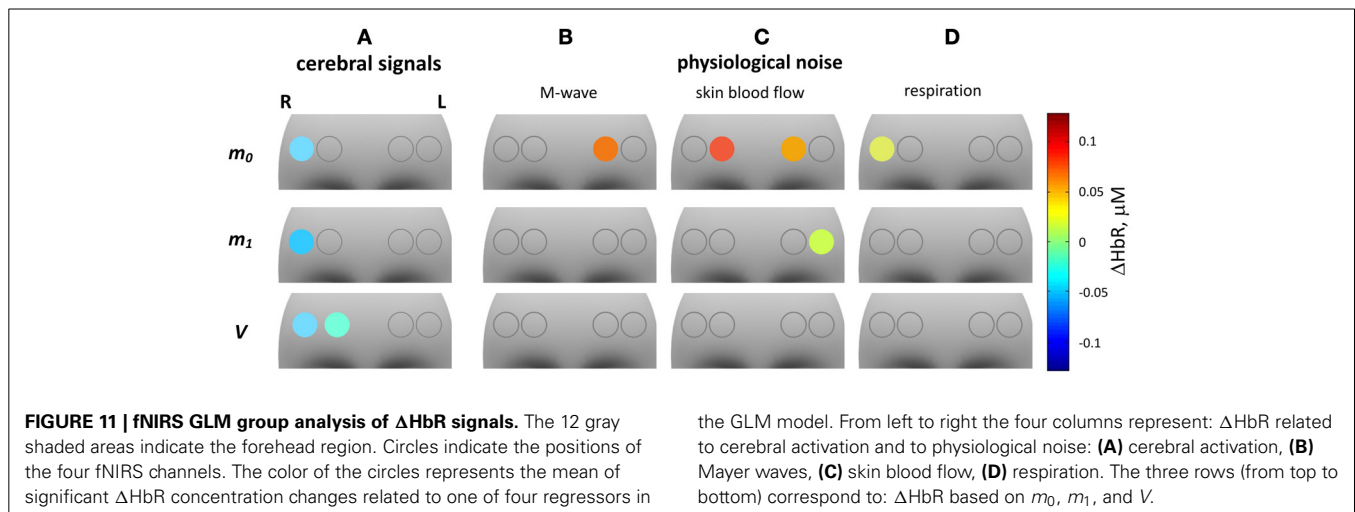 A B C D
cerebral signals physiological noise
M-wave skin blood flow respiration
R L
m0
m1
V
0.1
0.05
0
-0.05
-0.1
ΔHbR, μM
FIGURE 11 | fNIRS GLM group analysis of ΔHbR signals. The 12 gray
shaded areas indicate the forehead region. Circles indicate the positions of
the four fNIRS channels. The color of the circles represents the mean of
significant ΔHbR concentration changes related to one of four regressors in
the GLM model. From left to right the four columns represent: ΔHbR related
to cerebral activation and to physiological noise: (A) cerebral activation, (B)
Mayer waves, (C) skin blood flow, (D) respiration. The three rows (from top to
bottom) correspond to: ΔHbR based on m0, m1, and V.